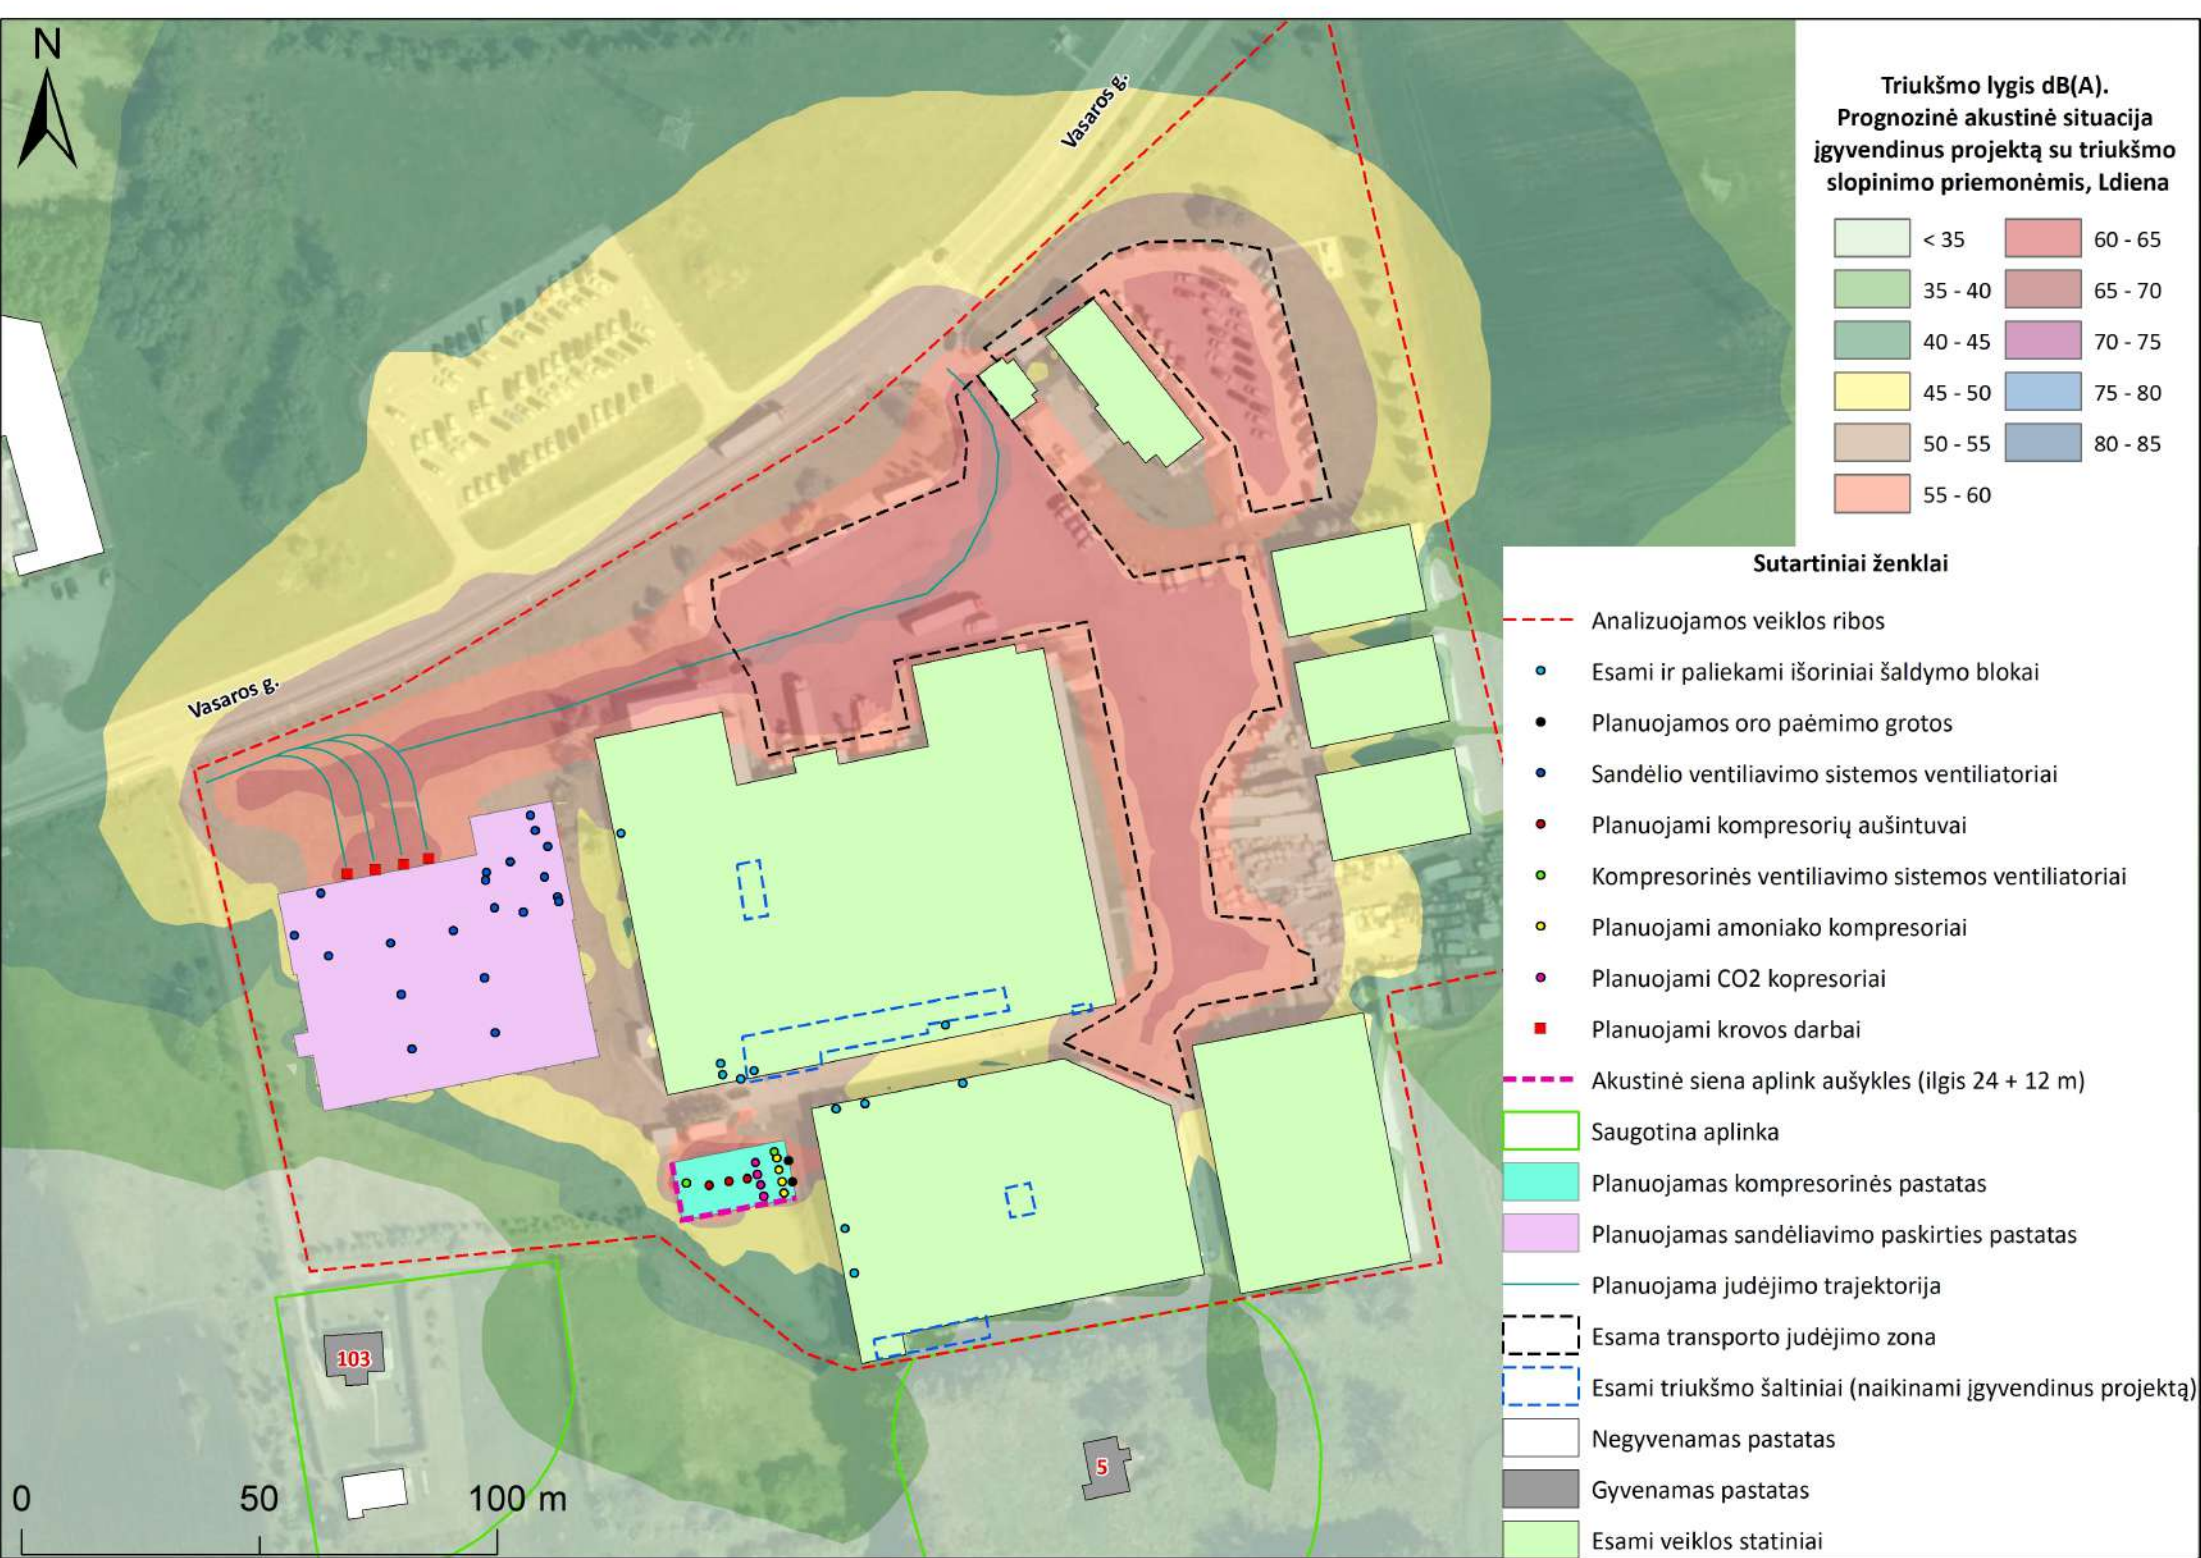 N
Vasaros g.
Vasaros g.
103
5
0 50 100 m
Triukšmo lygis dB(A).
Prognozinė akustinė situacija
įgyvendinus projektą su triukšmo
slopinimo priemonėmis, Ldiena
< 35 60 - 65
35 - 40 65 - 70
40 - 45 70 - 75
45 - 50 75 - 80
50 - 55 80 - 85
55 - 60
Sutartiniai ženklai
Analizuojamos veiklos ribos
Esami ir paliekami išoriniai šaldymo blokai
Planuojamos oro paėmimo grotos
Sandėlio ventiliavimo sistemos ventiliatoriai
Planuojami kompresorių aušintuvai
Kompresorinės ventiliavimo sistemos ventiliatoriai
Planuojami amoniako kompresoriai
Planuojami CO2 kopresoriai
Planuojami krovos darbai
Akustinė siena aplink aušykles (ilgis 24 + 12 m)
Saugotina aplinka
Planuojamas kompresorinės pastatas
Planuojamas sandėliavimo paskirties pastatas
Planuojama judėjimo trajektorija
Esama transporto judėjimo zona
Esami triukšmo šaltiniai (naikinami įgyvendinus projektą)
Negyvenamas pastatas
Gyvenamas pastatas
Esami veiklos statiniai